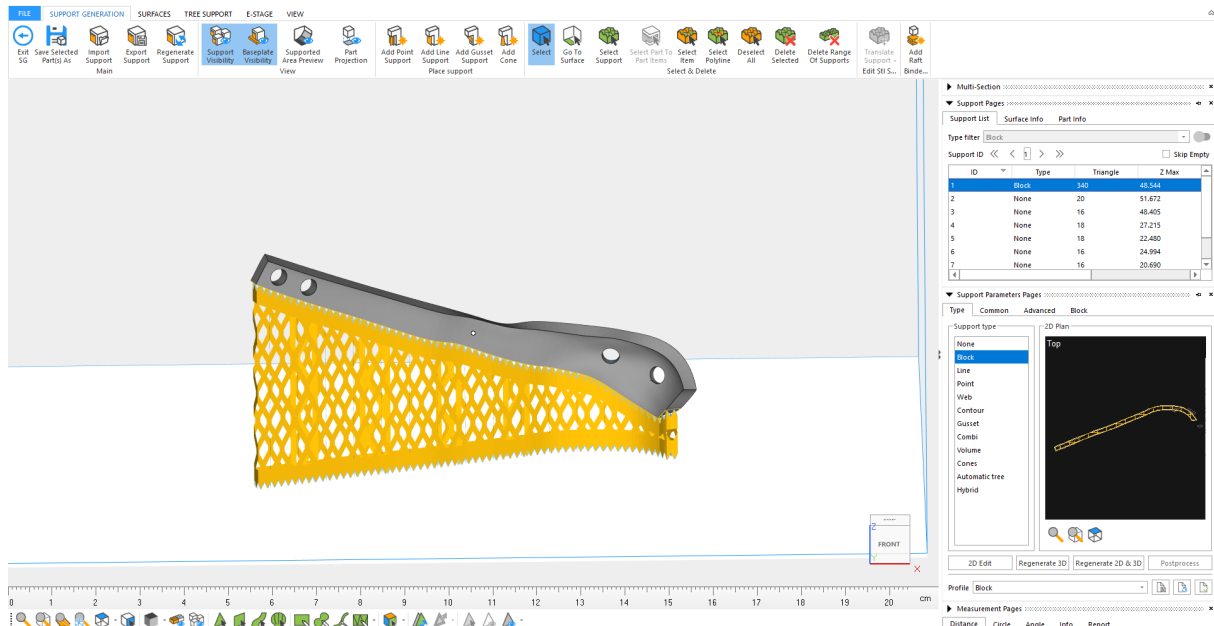 FILE SUPPORT GENERATION SURFACES TREE SUPPORT E-STAGE VIEW
Exit Save Selected Import Export Regenerate Support Baseplate Supported Part Add Point Add Line Add Gusset Add Select Go To Select Select Part To Select Select Deselect Delete Delete Range Translate Add
SG Part(s) As Support Support Support Visibility Visibility Area Preview Projection Support Support Support Cone Surface Support Part Items Item Polyline All Selected Of Supports Support Raft
Main View Place support Select & Delete Edit Stl S... Binde...
Multi-Section
Support Pages
Support List Surface Info Part Info
Type filter Block
Support ID 1 Skip Empty
ID Type Triangle Z Max
1 Block 340 48.544
2 None 20 51.672
3 None 16 48.405
4 None 18 27.215
5 None 18 22.480
6 None 16 24.994
7 None 16 20.690
Support Parameters Pages
Type Common Advanced Block
Support type 2D Plan
None Top
Block
Line
Point
Web
Contour
Gusset
Combi
Volume
Cones
Automatic tree
Hybrid
Z
FRONT
Y
X
2D Edit Regenerate 3D Regenerate 2D & 3D Postprocess
Profile Block
0 1 2 3 4 5 6 7 8 9 10 11 12 13 14 15 16 17 18 19 20 cm
Measurement Pages
Distance Circle Angle Info Report